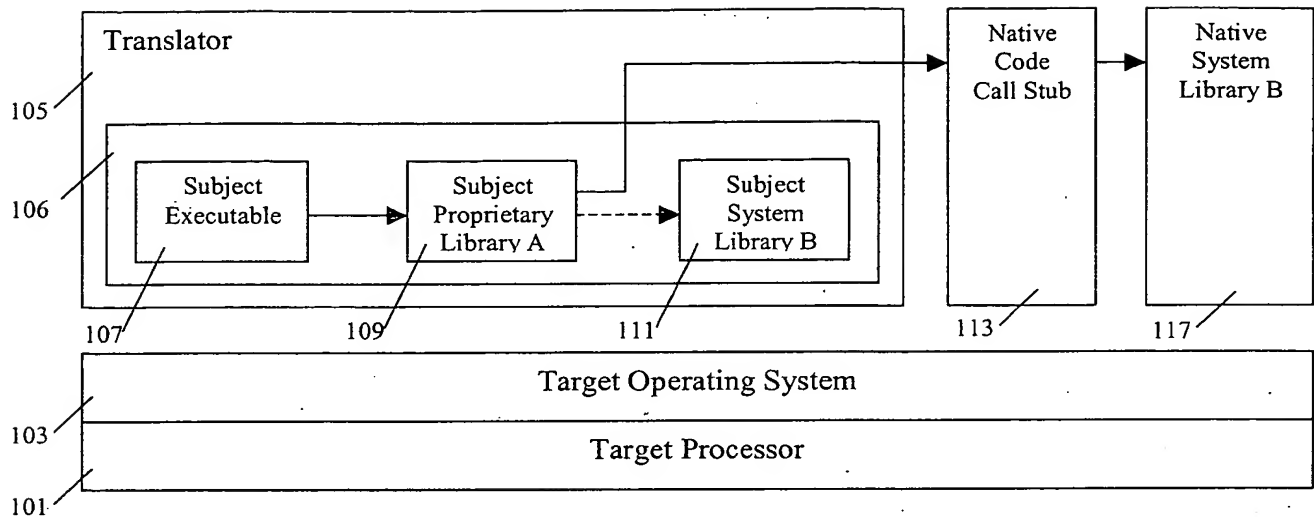 Translator
105
106
Subject
Executable
Subject
Proprietary
Library A
Subject
System
Library B
Native
Code
Call Stub
Native
System
Library B
107
109
111
113
117
Target Operating System
103
Target Processor
101